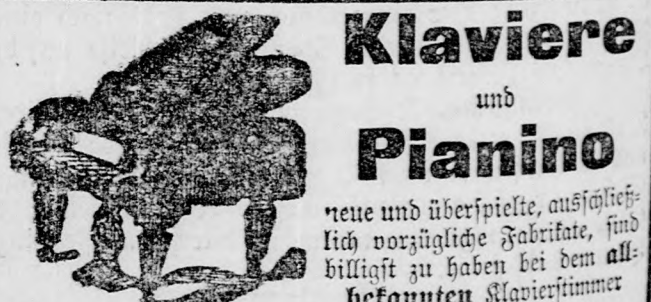 Klaviere
und
Pianino
neue und überspielte, ausschließ-
lich vorzügliche Fabrikate, sind
billigst zu haben bei dem all-
bekannten Klavierstimmer